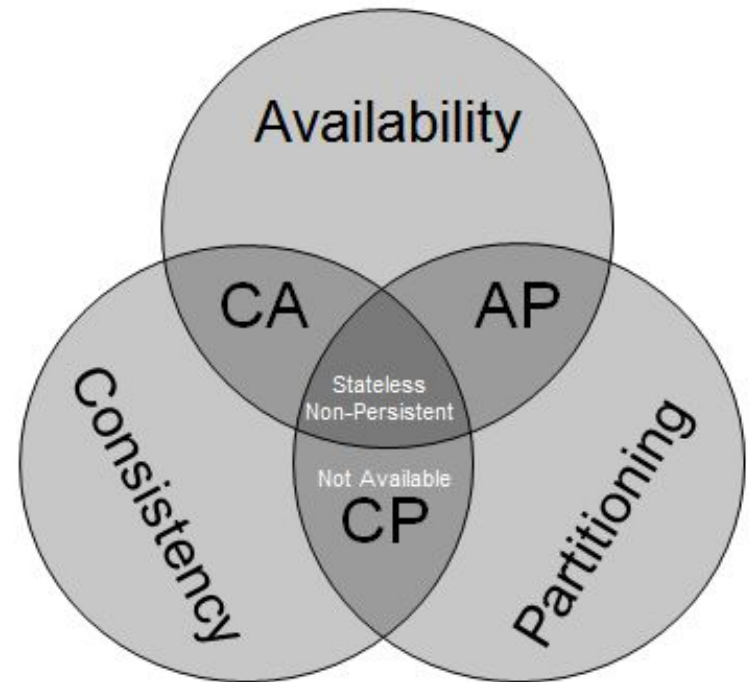 Availability
CA
AP
Stateless
Non-Persistent
Consistency
Not Available
CP
Partitioning